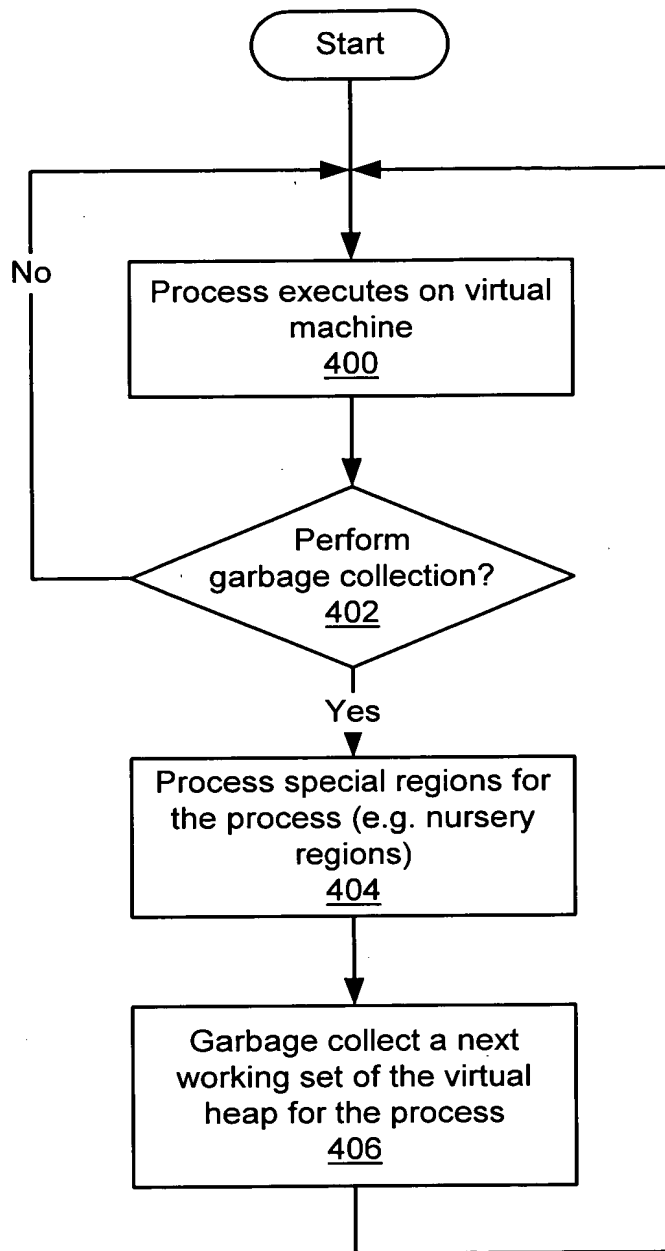 Start
No
Process executes on virtual
machine
400
Perform
garbage collection?
402
Yes
Process special regions for
the process (e.g. nursery
regions)
404
Garbage collect a next
working set of the virtual
heap for the process
406